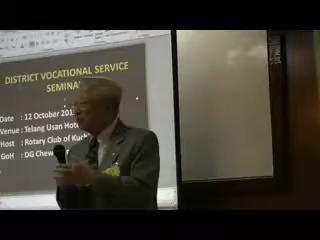 DISTRICT VOCATIONAL SERVICE
SEMINA
Date : 12 October 201
Venue : Telang Usan Hote
Host : Rotary Club of Kuch
GoH : DG Chew